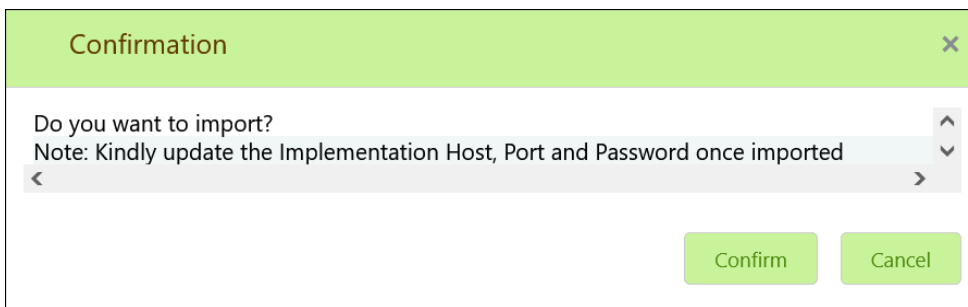 Confirmation
Do you want to import?
Note: Kindly update the Implementation Host, Port and Password once imported
Confirm
Cancel